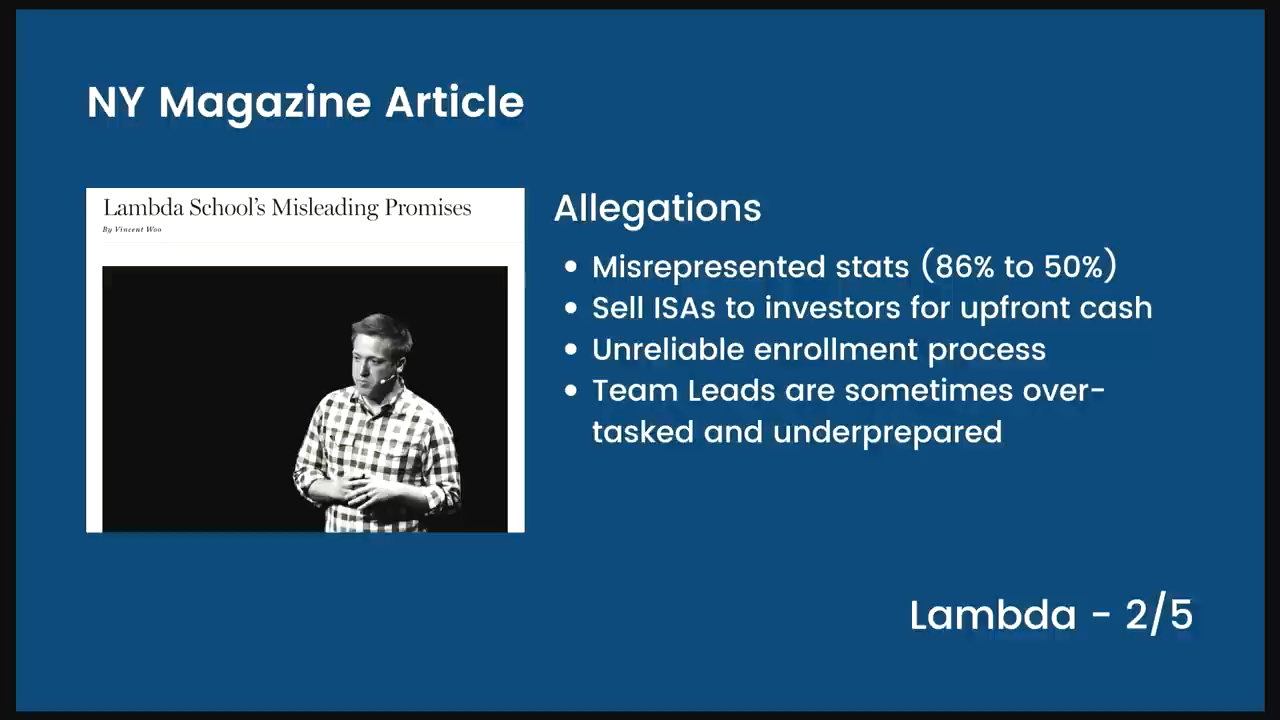 NY Magazine Article
Lambda School's Misleading Promises
By Vincent Woo
Allegations
• Misrepresented stats (86% to 50%)
• Sell ISAs to investors for upfront cash
• Unreliable enrollment process
• Team Leads are sometimes over-
tasked and underprepared
Lambda - 2/5